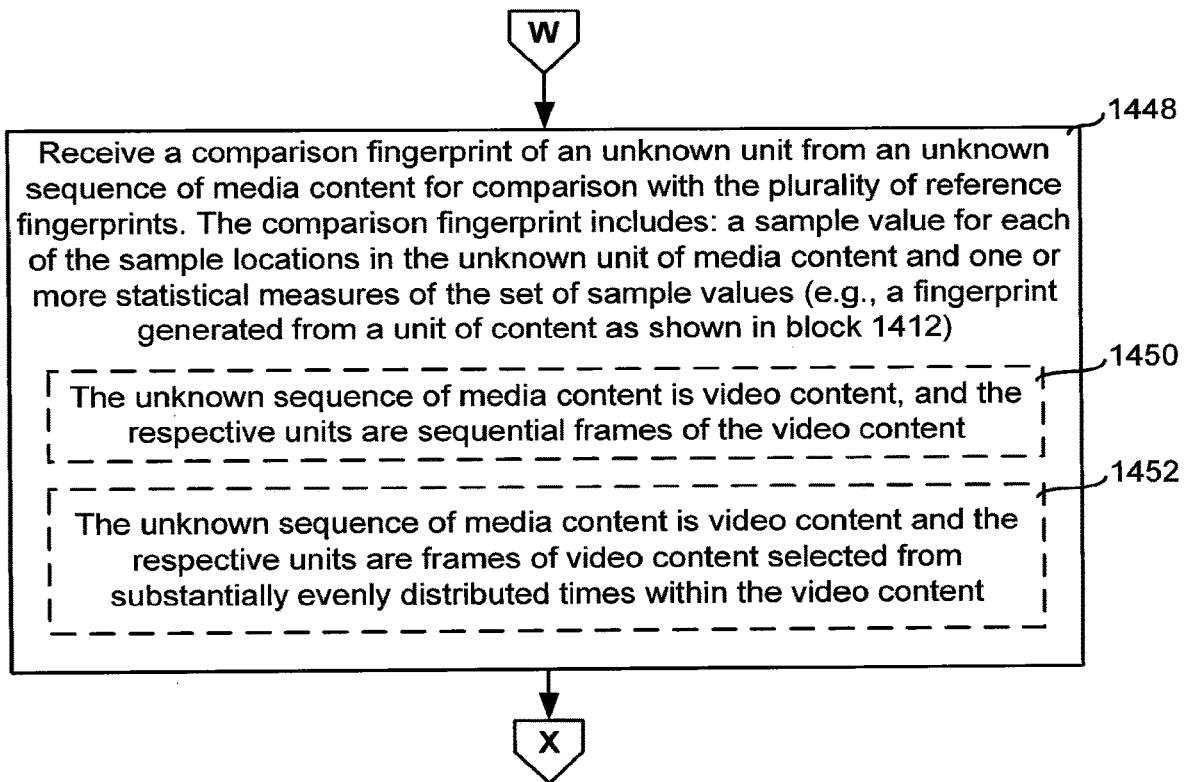 W
1448
Receive a comparison fingerprint of an unknown unit from an unknown
sequence of media content for comparison with the plurality of reference
fingerprints. The comparison fingerprint includes: a sample value for each
of the sample locations in the unknown unit of media content and one or
more statistical measures of the set of sample values (e.g., a fingerprint
generated from a unit of content as shown in block 1412)
1450
The unknown sequence of media content is video content, and the
respective units are sequential frames of the video content
1452
The unknown sequence of media content is video content and the
respective units are frames of video content selected from
substantially evenly distributed times within the video content
X